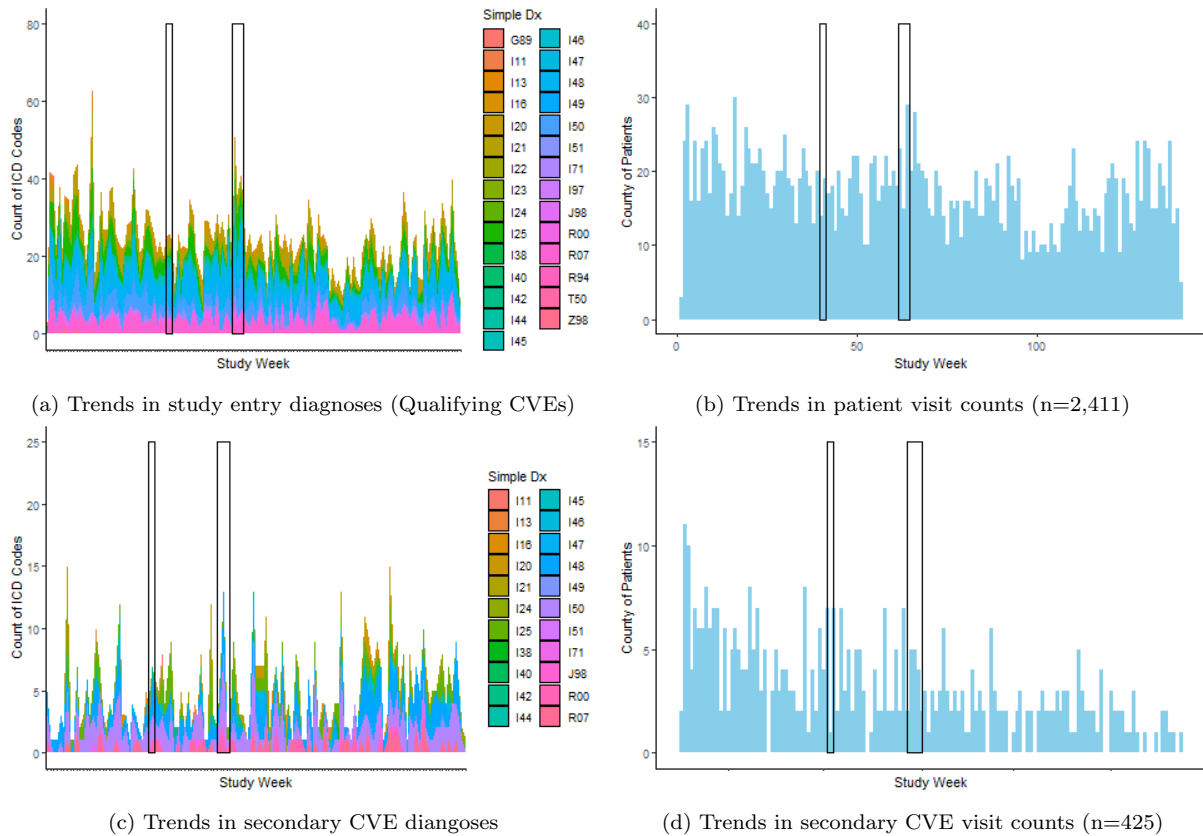 80
60
40
20
0
Count of ICD Codes
Study Week
Simple Dx
G89 I46
I11 I47
I13 I48
I16 I49
I20 I50
I21 I51
I22 I71
I23 I97
I24 J98
I25 R00
I38 R07
I40 R94
I42 T50
I44 Z98
I45
(a) Trends in study entry diagnoses (Qualifying CVEs)
40
30
20
10
0
County of Patients
0 50 100
Study Week
(b) Trends in patient visit counts (n=2,411)
25
20
15
10
5
0
Count of ICD Codes
Study Week
Simple Dx
I11 I45
I13 I46
I16 I47
I20 I48
I21 I49
I24 I50
I25 I51
I38 I71
I40 J98
I42 R00
I44 R07
(c) Trends in secondary CVE diangoses
15
10
5
0
County of Patients
Study Week
(d) Trends in secondary CVE visit counts (n=425)